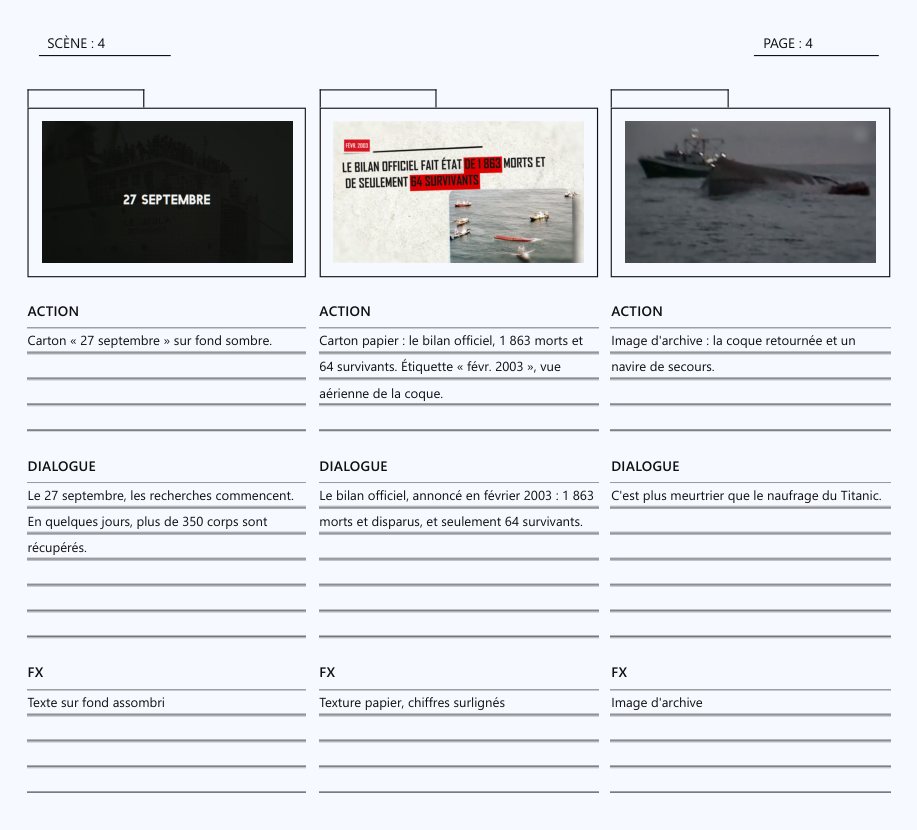 SCÈNE : 4
PAGE : 4
27 SEPTEMBRE
FÉVR. 2003
LE BILAN OFFICIEL FAIT ÉTAT DE 1 863 MORTS ET
DE SEULEMENT 64 SURVIVANTS
ACTION
Carton « 27 septembre » sur fond sombre.
ACTION
Carton papier : le bilan officiel, 1 863 morts et
64 survivants. Étiquette « févr. 2003 », vue
aérienne de la coque.
ACTION
Image d'archive : la coque retournée et un
navire de secours.
DIALOGUE
Le 27 septembre, les recherches commencent.
En quelques jours, plus de 350 corps sont
récupérés.
DIALOGUE
Le bilan officiel, annoncé en février 2003 : 1 863
morts et disparus, et seulement 64 survivants.
DIALOGUE
C'est plus meurtrier que le naufrage du Titanic.
FX
Texte sur fond assombri
FX
Texture papier, chiffres surlignés
FX
Image d'archive